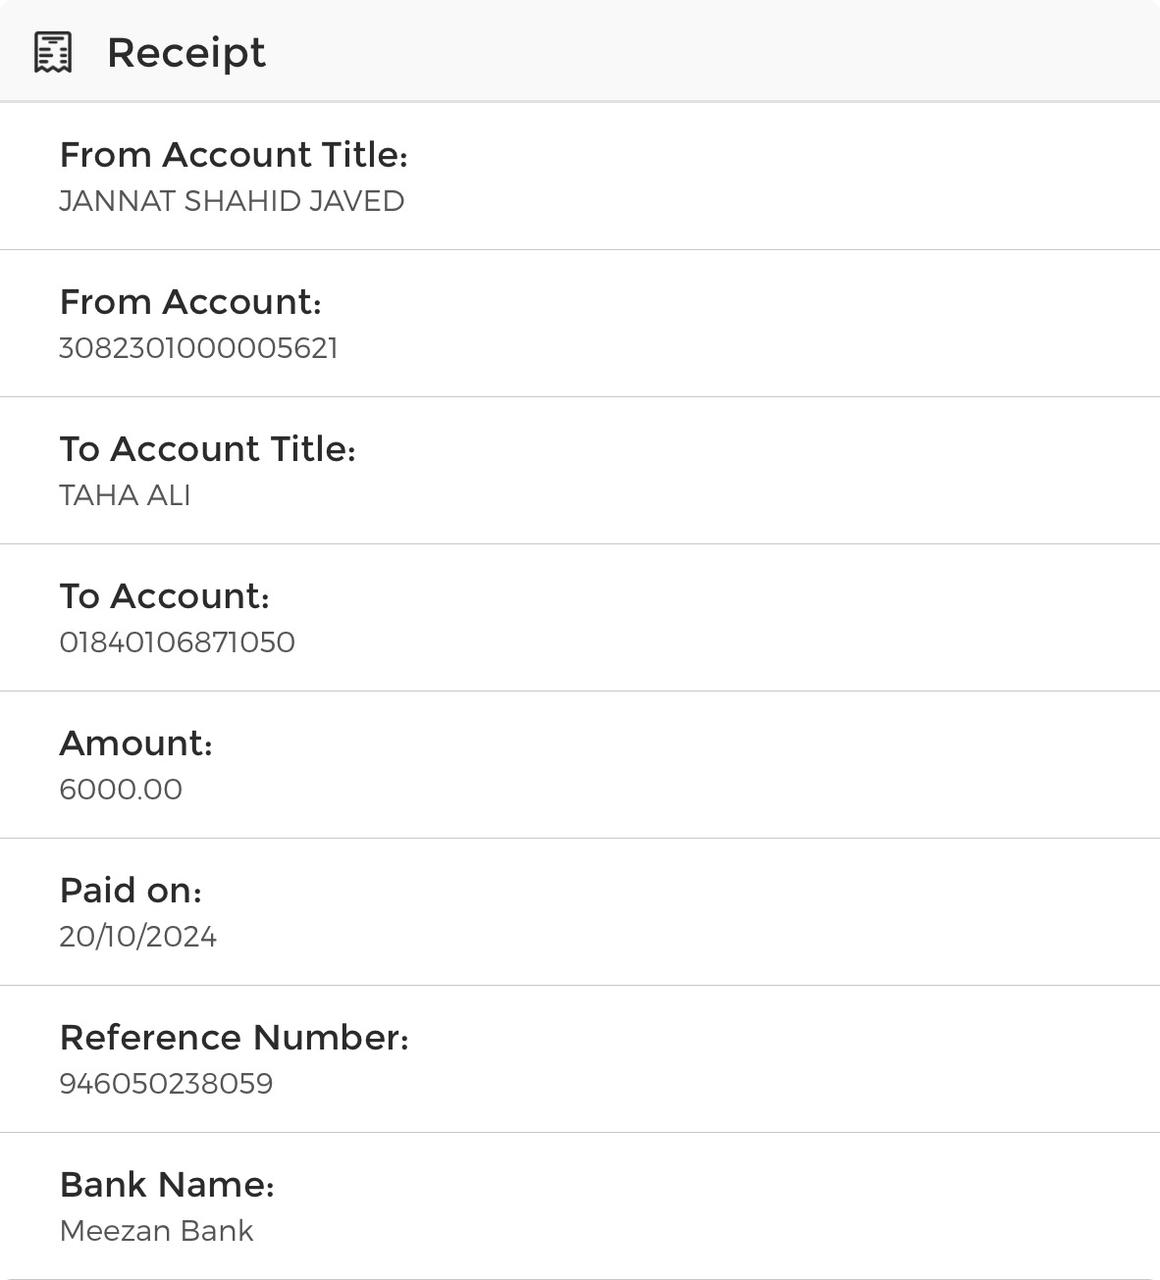 Receipt
From Account Title:
JANNAT SHAHID JAVED
From Account:
3082301000005621
To Account Title:
TAHA ALI
To Account:
01840106871050
Amount:
6000.00
Paid on:
20/10/2024
Reference Number:
946050238059
Bank Name:
Meezan Bank